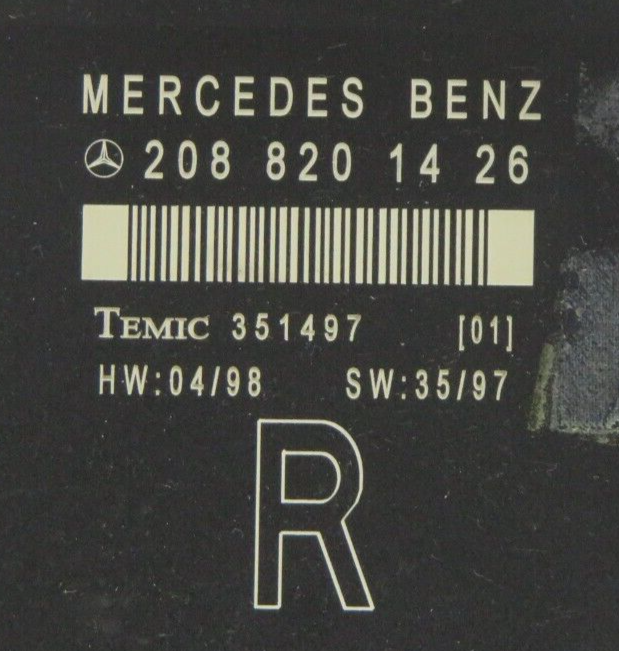 MERCEDES BENZ
208 820 14 26
TEMIC 351497 [01]
HW:04/98 SW:35/97
R